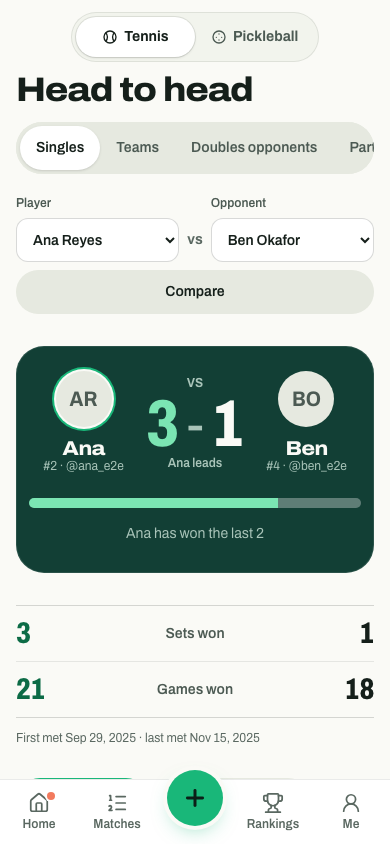 Tennis Pickleball
Head to head
Singles Teams Doubles opponents Part
Player Opponent
Ana Reyes vs Ben Okafor
Compare
AR VS BO
3 - 1
Ana Ana leads Ben
#2 · @ana_e2e #4 · @ben_e2e
Ana has won the last 2
3 Sets won 1
21 Games won 18
First met Sep 29, 2025 · last met Nov 15, 2025
Home Matches Rankings Me